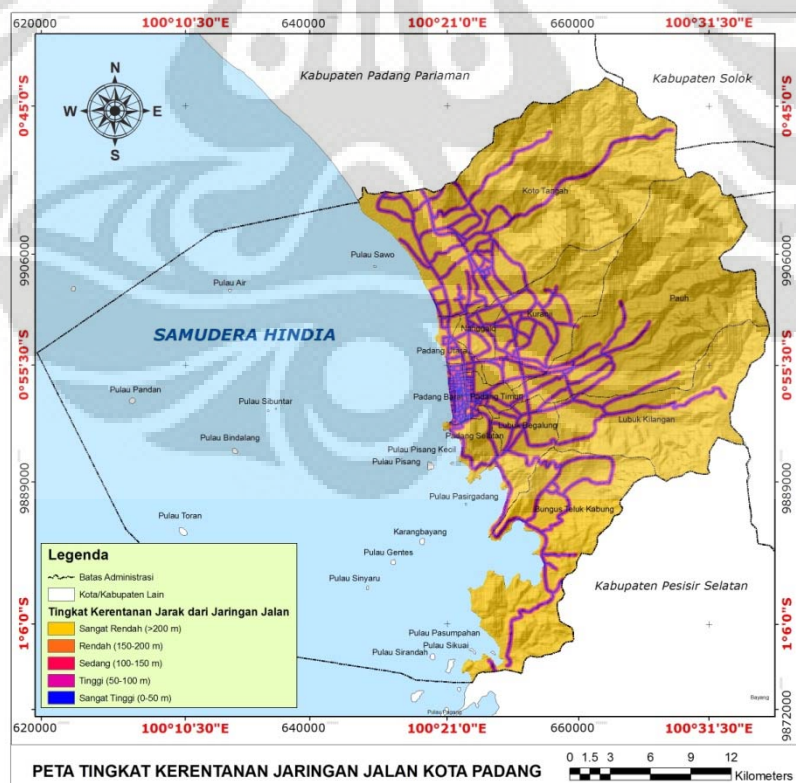 620000 100°10'30"E 640000 100°21'0"E 660000 100°31'30"E
Kabupaten Padang Pariaman
Kabupaten Solok
N
W E
S
0°45'0"S
0°45'0"S
Koto Tangah
Pulau Sawo
9906000
9906000
Pulau Air
Pauh
Kuranji
Nanggalo
SAMUDERA HINDIA
Padang Utara
0°55'30"S
0°55'30"S
Pulau Pandan
Padang Barat
Padang Timur
Pulau Sibuntar
Lubuk Kilangan
Lubuk Begalung
Padang Selatan
Pulau Bindalang
Pulau Pisang Kecil
Pulau Pisang
9889000
9889000
Pulau Pasirgadang
Bungus Teluk Kabung
Pulau Toran
Karangbayang
Pulau Gentes
Pulau Sinyaru
Kabupaten Pesisir Selatan
1°6'0"S
1°6'0"S
Pulau Pasumpahan
Pulau Sikuai
Pulau Sirandah
Pulau Pagang
Bayang
9872000
Legenda
Batas Administrasi
Kota/Kabupaten Lain
Tingkat Kerentanan Jarak dari Jaringan Jalan
Sangat Rendah (>200 m)
Rendah (150-200 m)
Sedang (100-150 m)
Tinggi (50-100 m)
Sangat Tinggi (0-50 m)
620000 100°10'30"E 640000 100°21'0"E 660000 100°31'30"E
PETA TINGKAT KERENTANAN JARINGAN JALAN KOTA PADANG
0 1.5 3 6 9 12
Kilometers